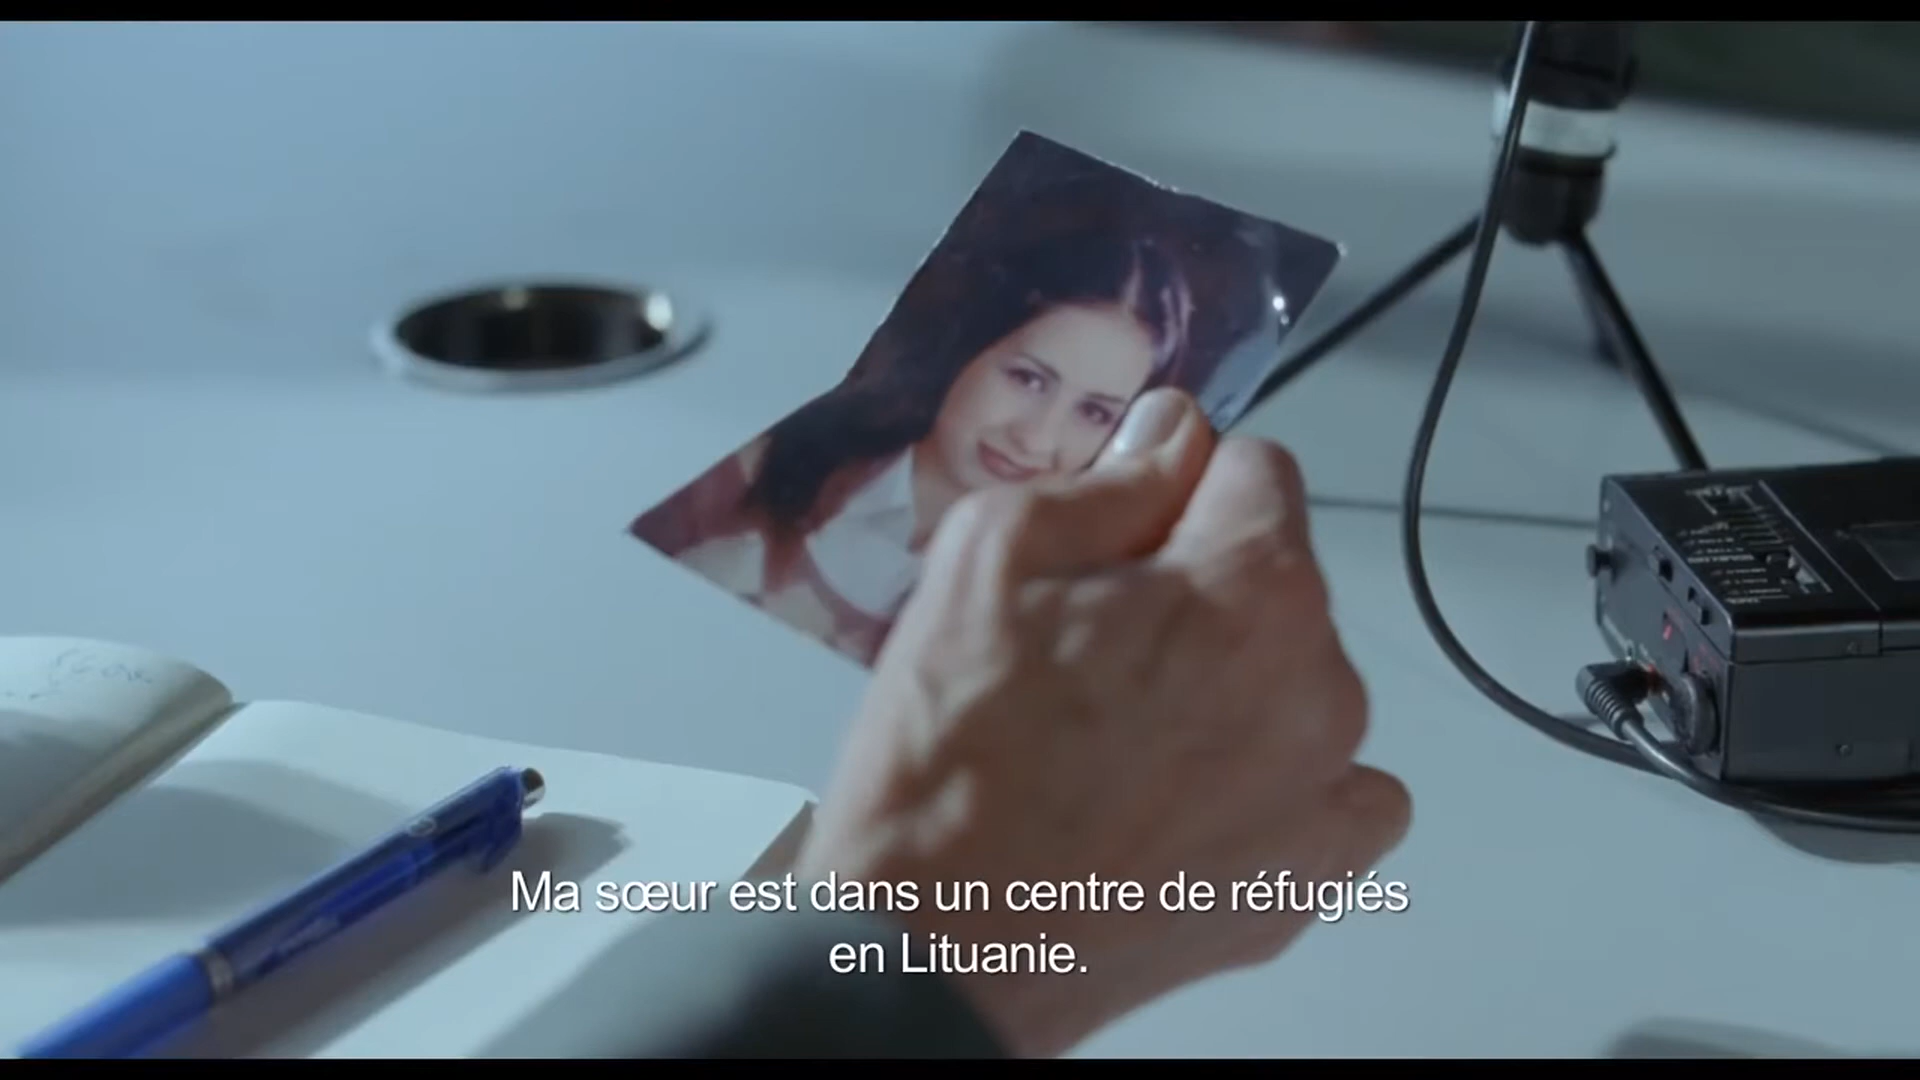 Ma sœur est dans un centre de réfugiés
en Lituanie.